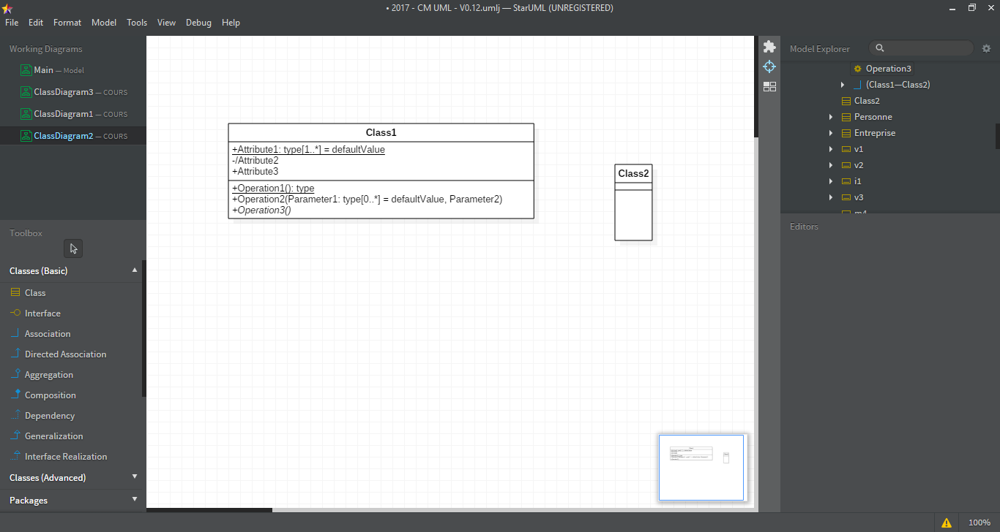 • 2017 - CM UML - V0.12.umlj — StarUML (UNREGISTERED)
File Edit Format Model Tools View Debug Help
Working Diagrams
Main — Model
ClassDiagram3 — COURS
ClassDiagram1 — COURS
ClassDiagram2 — COURS
Toolbox
Classes (Basic)
Class
Interface
Association
Directed Association
Aggregation
Composition
Dependency
Generalization
Interface Realization
Classes (Advanced)
Packages
Class1
+Attribute1: type[1..*] = defaultValue
-/Attribute2
+Attribute3
+Operation1(): type
+Operation2(Parameter1: type[0..*] = defaultValue, Parameter2)
+Operation3()
Class2
Model Explorer
Operation3
(Class1—Class2)
Class2
Personne
Entreprise
v1
v2
i1
v3
Editors
100%